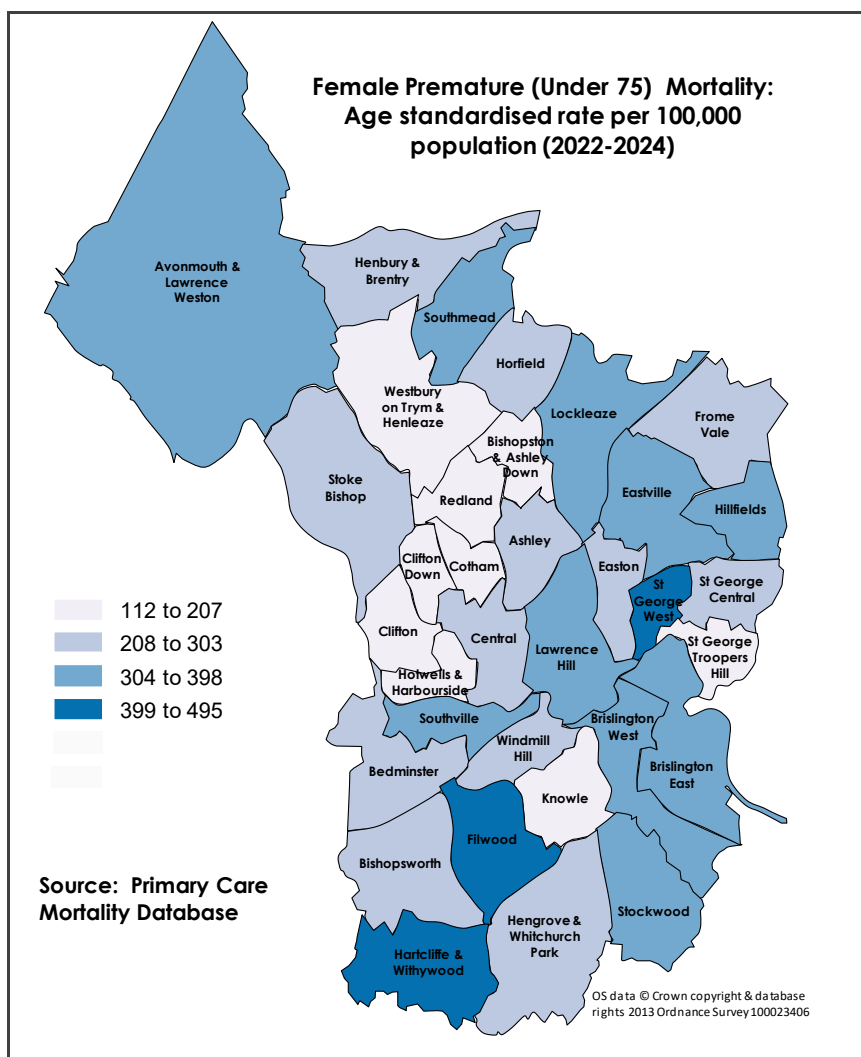 Female Premature (Under 75) Mortality:
Age standardised rate per 100,000
population (2022-2024)
Avonmouth &
Lawrence
Weston
Henbury &
Brentry
Southmead
Horfield
Westbury
on Trym &
Henleaze
Lockleaze
Frome
Vale
Bishopston
& Ashley
Down
Stoke
Bishop
Redland
Eastville
Hillfields
Ashley
Clifton
Down
Cotham
Easton
St
George
West
St George
Central
112 to 207
208 to 303
304 to 398
399 to 495
Clifton
Central
Lawrence
Hill
St George
Troopers
Hill
Hotwells &
Harbourside
Southville
Brislington
West
Windmill
Hill
Bedminster
Brislington
East
Knowle
Filwood
Bishopsworth
Source: Primary Care
Mortality Database
Stockwood
Hengrove &
Whitchurch
Park
Hartcliffe &
Withywood
OS data © Crown copyright & database
rights 2013 Ordnance Survey 100023406